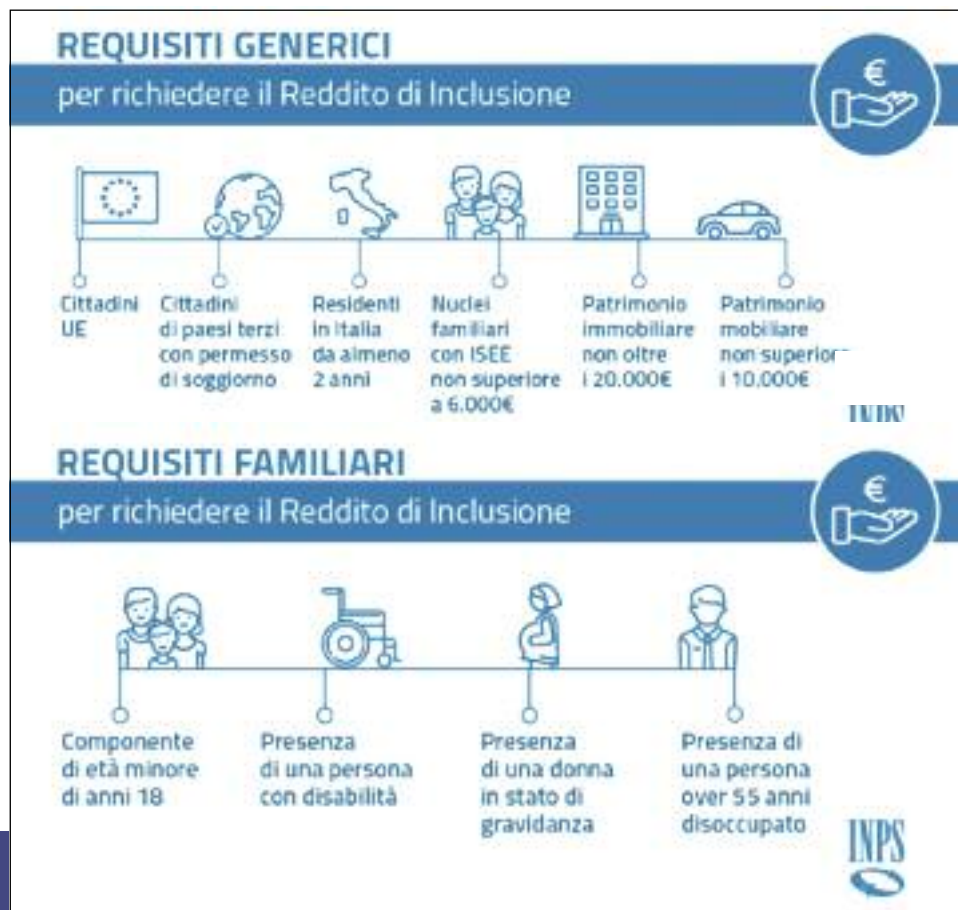 REQUISITI GENERICI
per richiedere il Reddito di Inclusione
€
Cittadini
UE
Cittadini
di paesi terzi
con permesso
di soggiorno
Residenti
in Italia
da almeno
2 anni
Nuclei
familiari
con ISEE
non superiore
a 6.000€
Patrimonio
immobiliare
non oltre
i 20.000€
Patrimonio
mobiliare
non superiore
i 10.000€
REQUISITI FAMILIARI
per richiedere il Reddito di Inclusione
€
Componente
di età minore
di anni 18
Presenza
di una persona
con disabilità
Presenza
di una donna
in stato di
gravidanza
Presenza di
una persona
over 55 anni
disoccupato
INPS